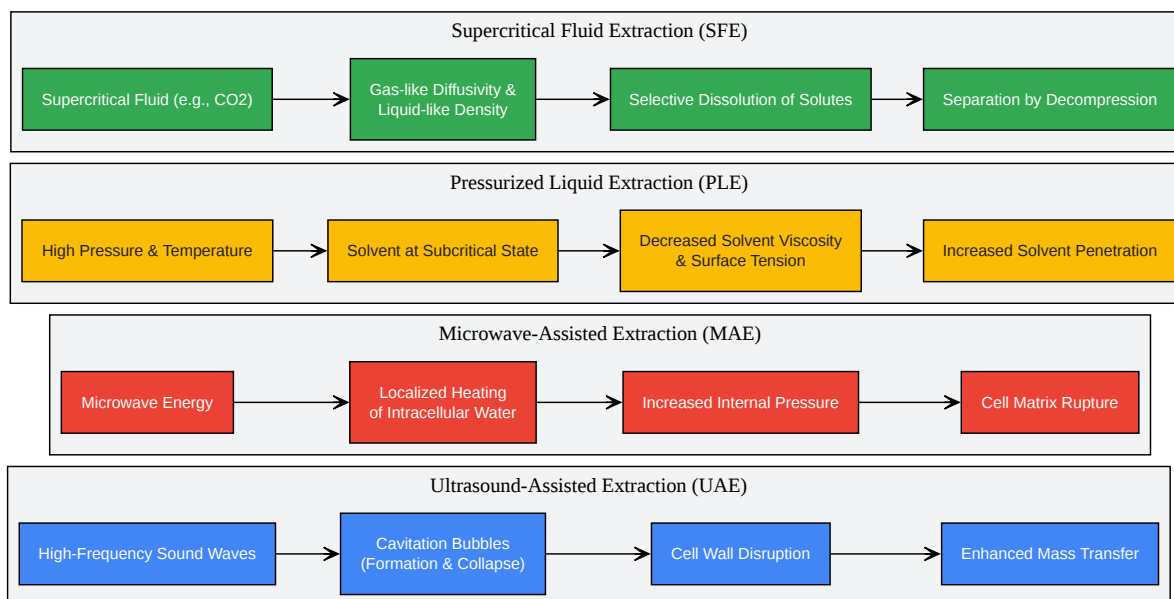 Supercritical Fluid Extraction (SFE)
Supercritical Fluid (e.g., CO2)
Gas-like Diffusivity &
Liquid-like Density
Selective Dissolution of Solutes
Separation by Decompression
Pressurized Liquid Extraction (PLE)
High Pressure & Temperature
Solvent at Subcritical State
Decreased Solvent Viscosity
& Surface Tension
Increased Solvent Penetration
Microwave-Assisted Extraction (MAE)
Microwave Energy
Localized Heating
of Intracellular Water
Increased Internal Pressure
Cell Matrix Rupture
Ultrasound-Assisted Extraction (UAE)
High-Frequency Sound Waves
Cavitation Bubbles
(Formation & Collapse)
Cell Wall Disruption
Enhanced Mass Transfer